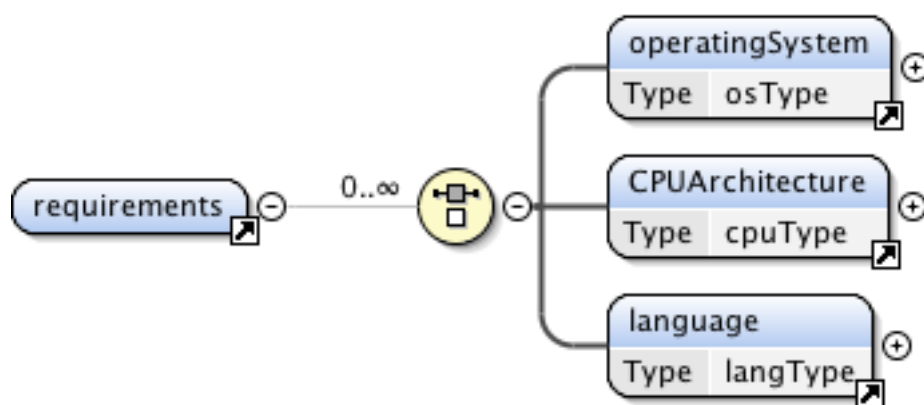 operatingSystem
Type osType
requirements
0..∞
CPUArchitecture
Type cpuType
language
Type langType